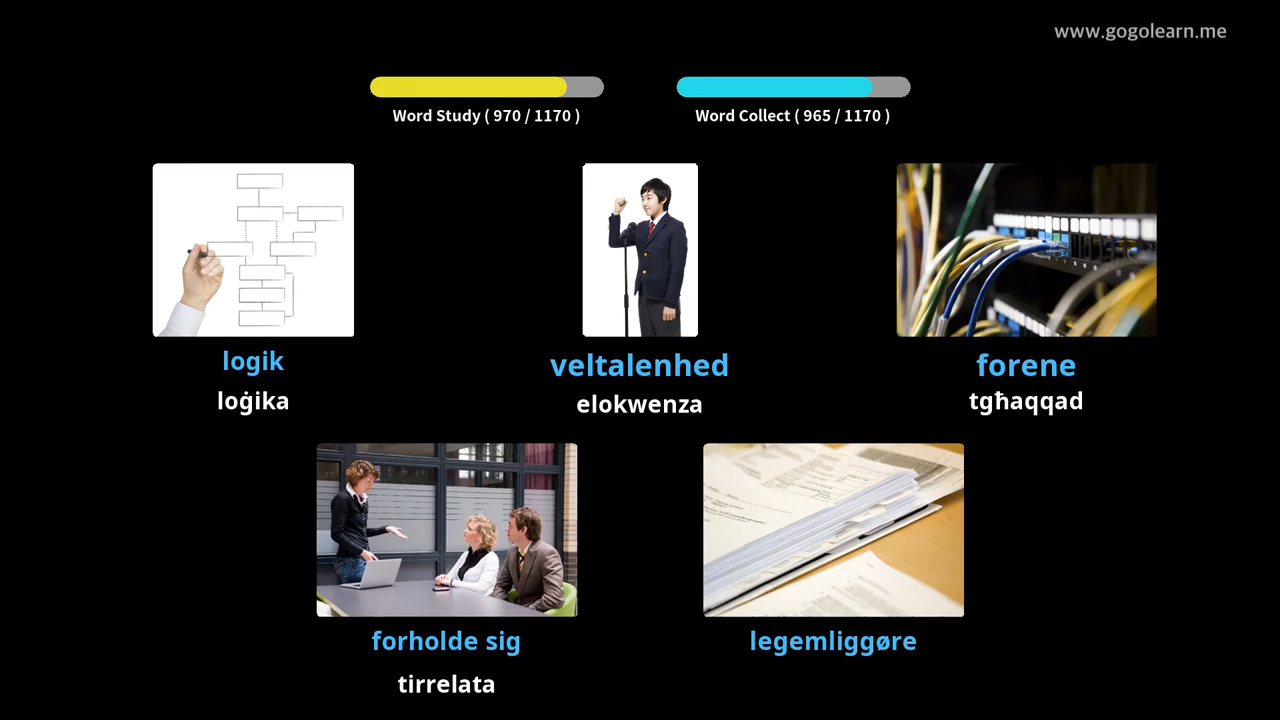 www.gogolearn.me
Word Study ( 970 / 1170 )
Word Collect ( 965 / 1170 )
logik
loġika
veltalenhed
elokwenza
forene
tgħaqqad
forholde sig
tirrelata
legemliggøre